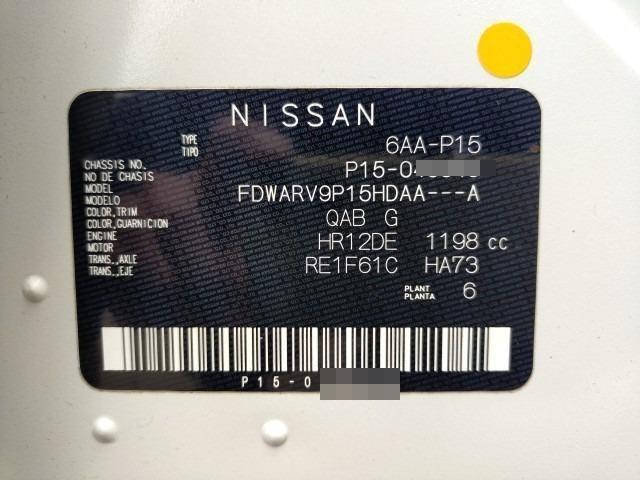 NISSAN
TYPE 6AA-P15
TIPO
CHASSIS NO. P15-04
NO DE CHASIS
MODEL FDWARV9P15HDAA---A
MODELO
COLOR,TRIM QAB G
COLOR,GUARNICION
ENGINE HR12DE 1198 cc
MOTOR
TRANS.,AXLE RE1F61C HA73
TRANS.,EJE
PLANT 6
PLANTA
P15-0